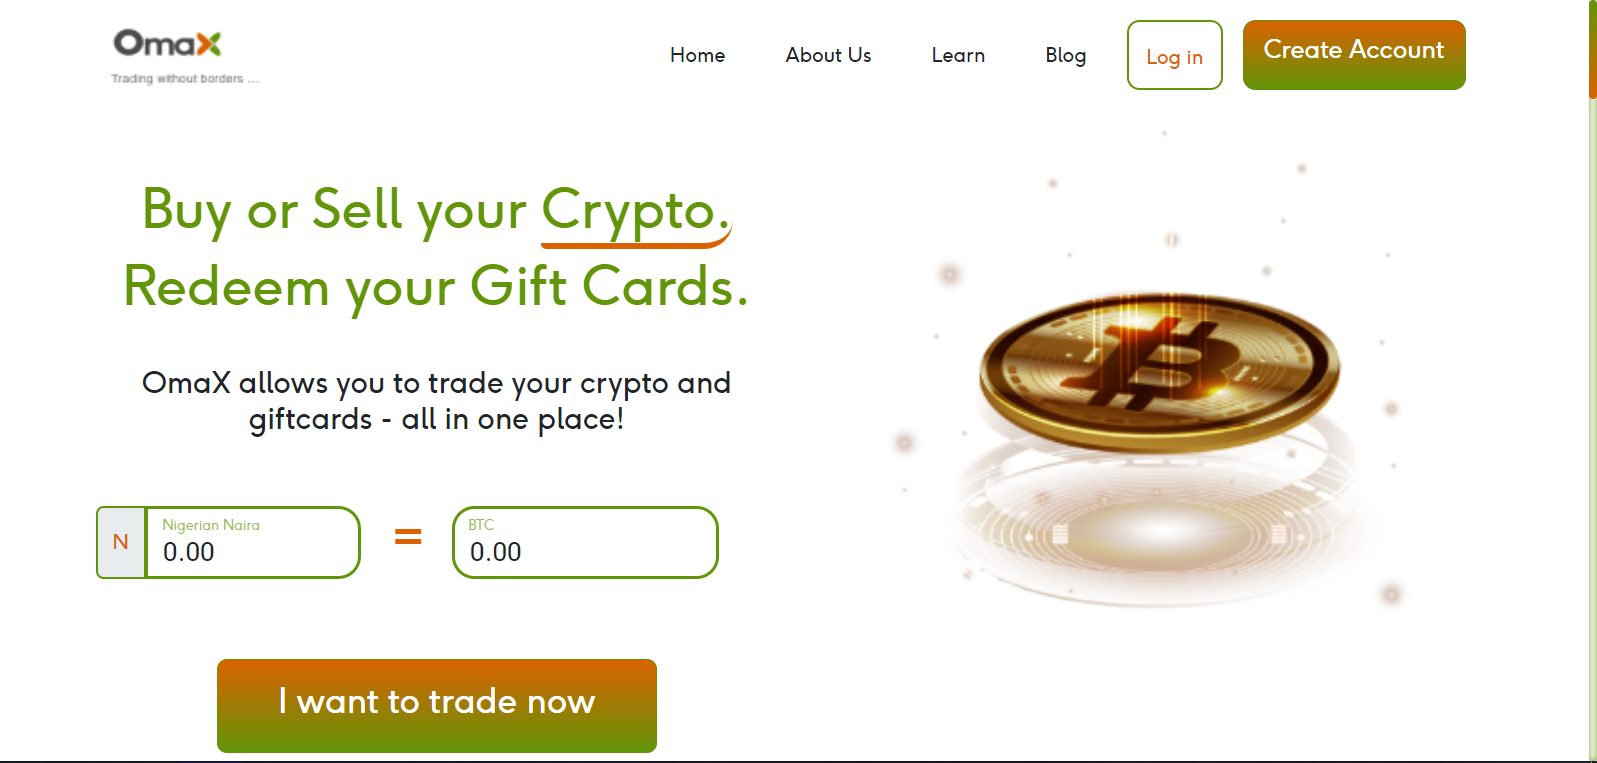 OmaX
Trading without borders ...
Home
About Us
Learn
Blog
Log in
Create Account
Buy or Sell your Crypto.
Redeem your Gift Cards.
OmaX allows you to trade your crypto and
giftcards - all in one place!
N
Nigerian Naira
0.00
=
BTC
0.00
I want to trade now